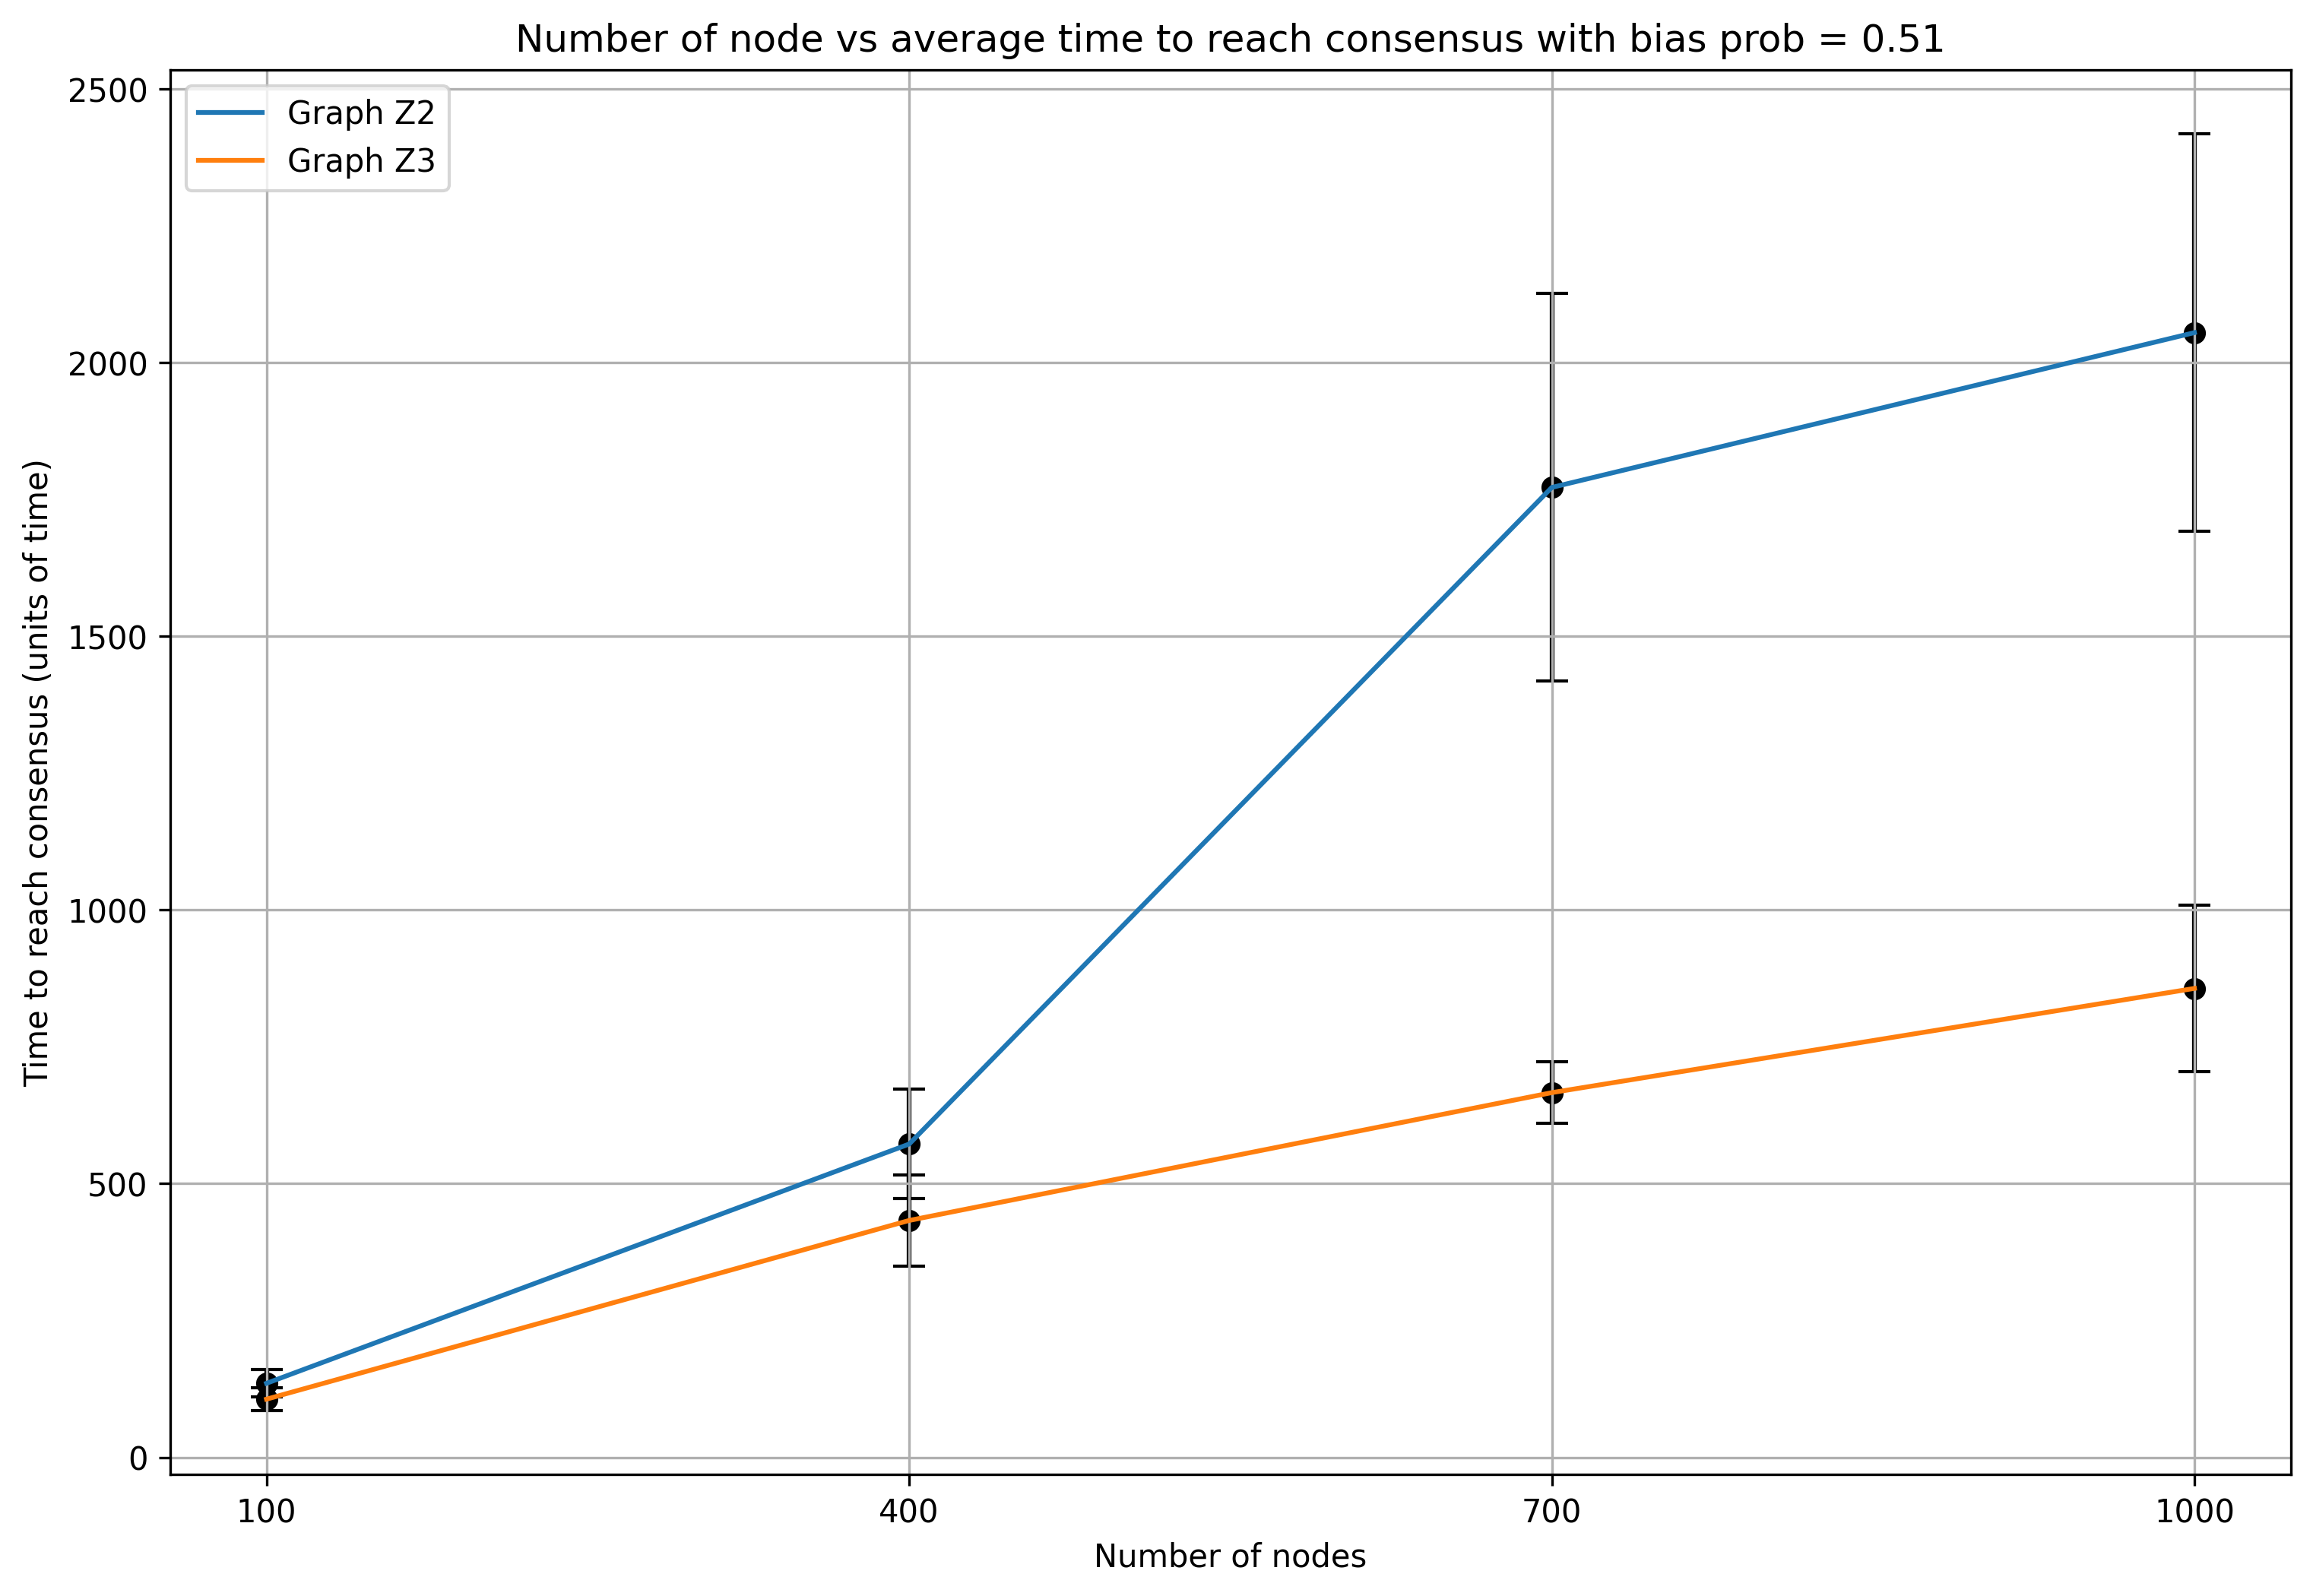 Number of node vs average time to reach consensus with bias prob = 0.51
Graph Z2
Graph Z3
Time to reach consensus (units of time)
2500
2000
1500
1000
500
0
100 400 700 1000
Number of nodes